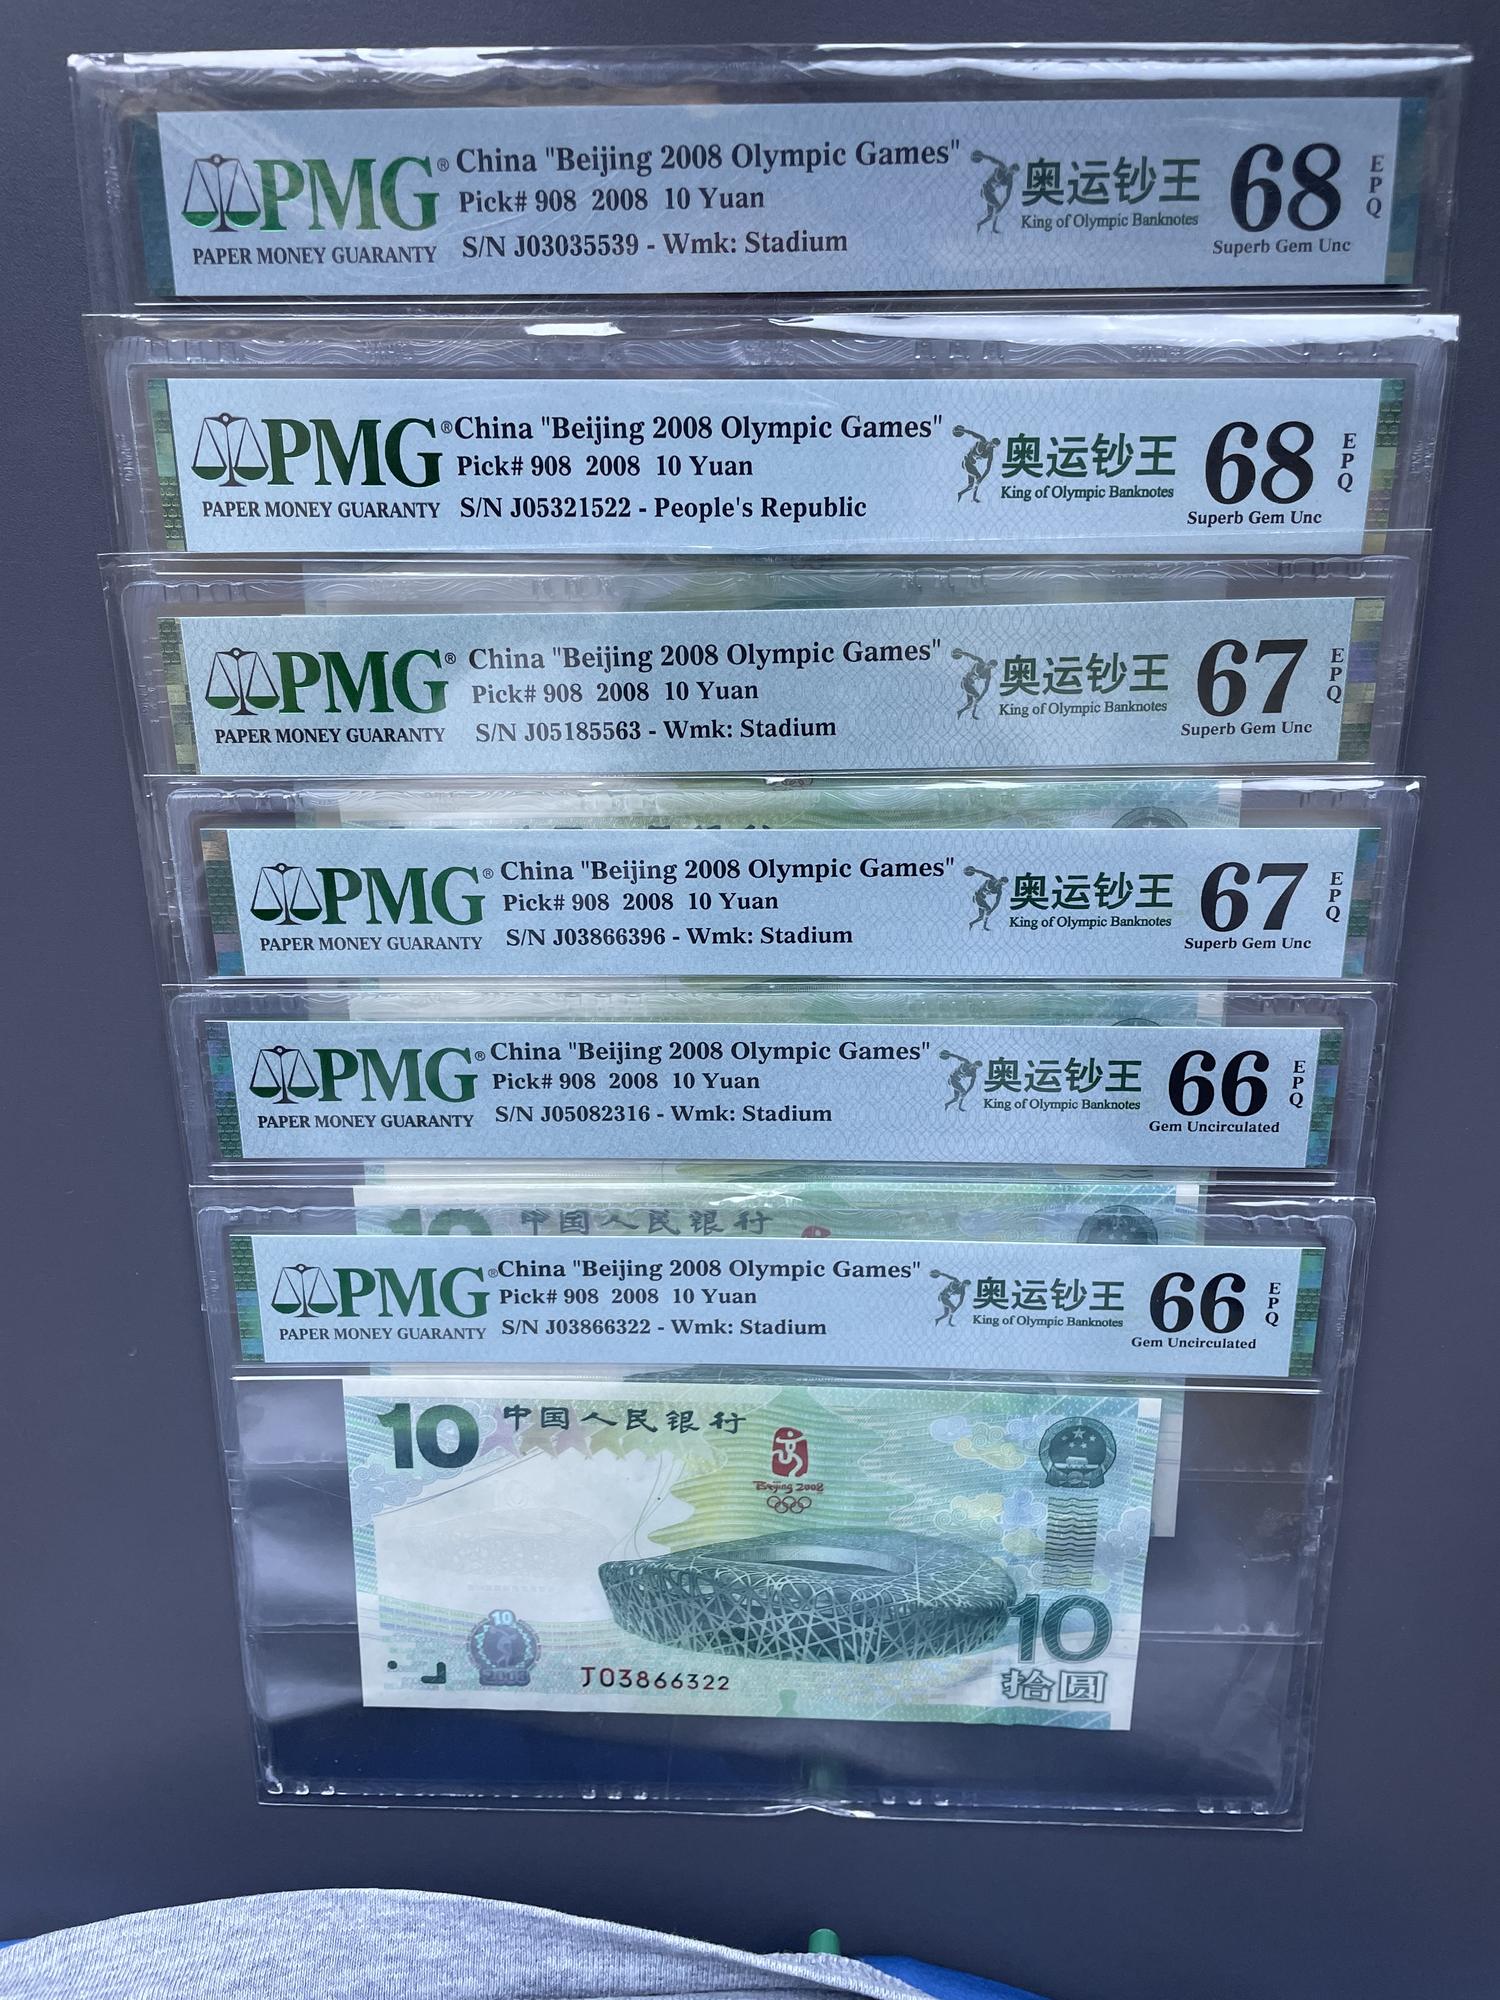 PMG® China "Beijing 2008 Olympic Games" 奥运钞王 68 EPQ
Pick# 908 2008 10 Yuan King of Olympic Banknotes
PAPER MONEY GUARANTY S/N J03035539 - Wmk: Stadium Superb Gem Unc
PMG® China "Beijing 2008 Olympic Games" 奥运钞王 68 EPQ
Pick# 908 2008 10 Yuan King of Olympic Banknotes
PAPER MONEY GUARANTY S/N J05321522 - People's Republic Superb Gem Unc
PMG® China "Beijing 2008 Olympic Games" 奥运钞王 67 EPQ
Pick# 908 2008 10 Yuan King of Olympic Banknotes
PAPER MONEY GUARANTY S/N J05185563 - Wmk: Stadium Superb Gem Unc
PMG® China "Beijing 2008 Olympic Games" 奥运钞王 67 EPQ
Pick# 908 2008 10 Yuan King of Olympic Banknotes
PAPER MONEY GUARANTY S/N J03866396 - Wmk: Stadium Superb Gem Unc
PMG® China "Beijing 2008 Olympic Games" 奥运钞王 66 EPQ
Pick# 908 2008 10 Yuan King of Olympic Banknotes
PAPER MONEY GUARANTY S/N J05082316 - Wmk: Stadium Gem Uncirculated
10 中国人民银行
PMG® China "Beijing 2008 Olympic Games" 奥运钞王 66 EPQ
Pick# 908 2008 10 Yuan King of Olympic Banknotes
PAPER MONEY GUARANTY S/N J03866322 - Wmk: Stadium Gem Uncirculated
10 中国人民银行
Beijing 2008
10
10
2008 J03866322
拾圆